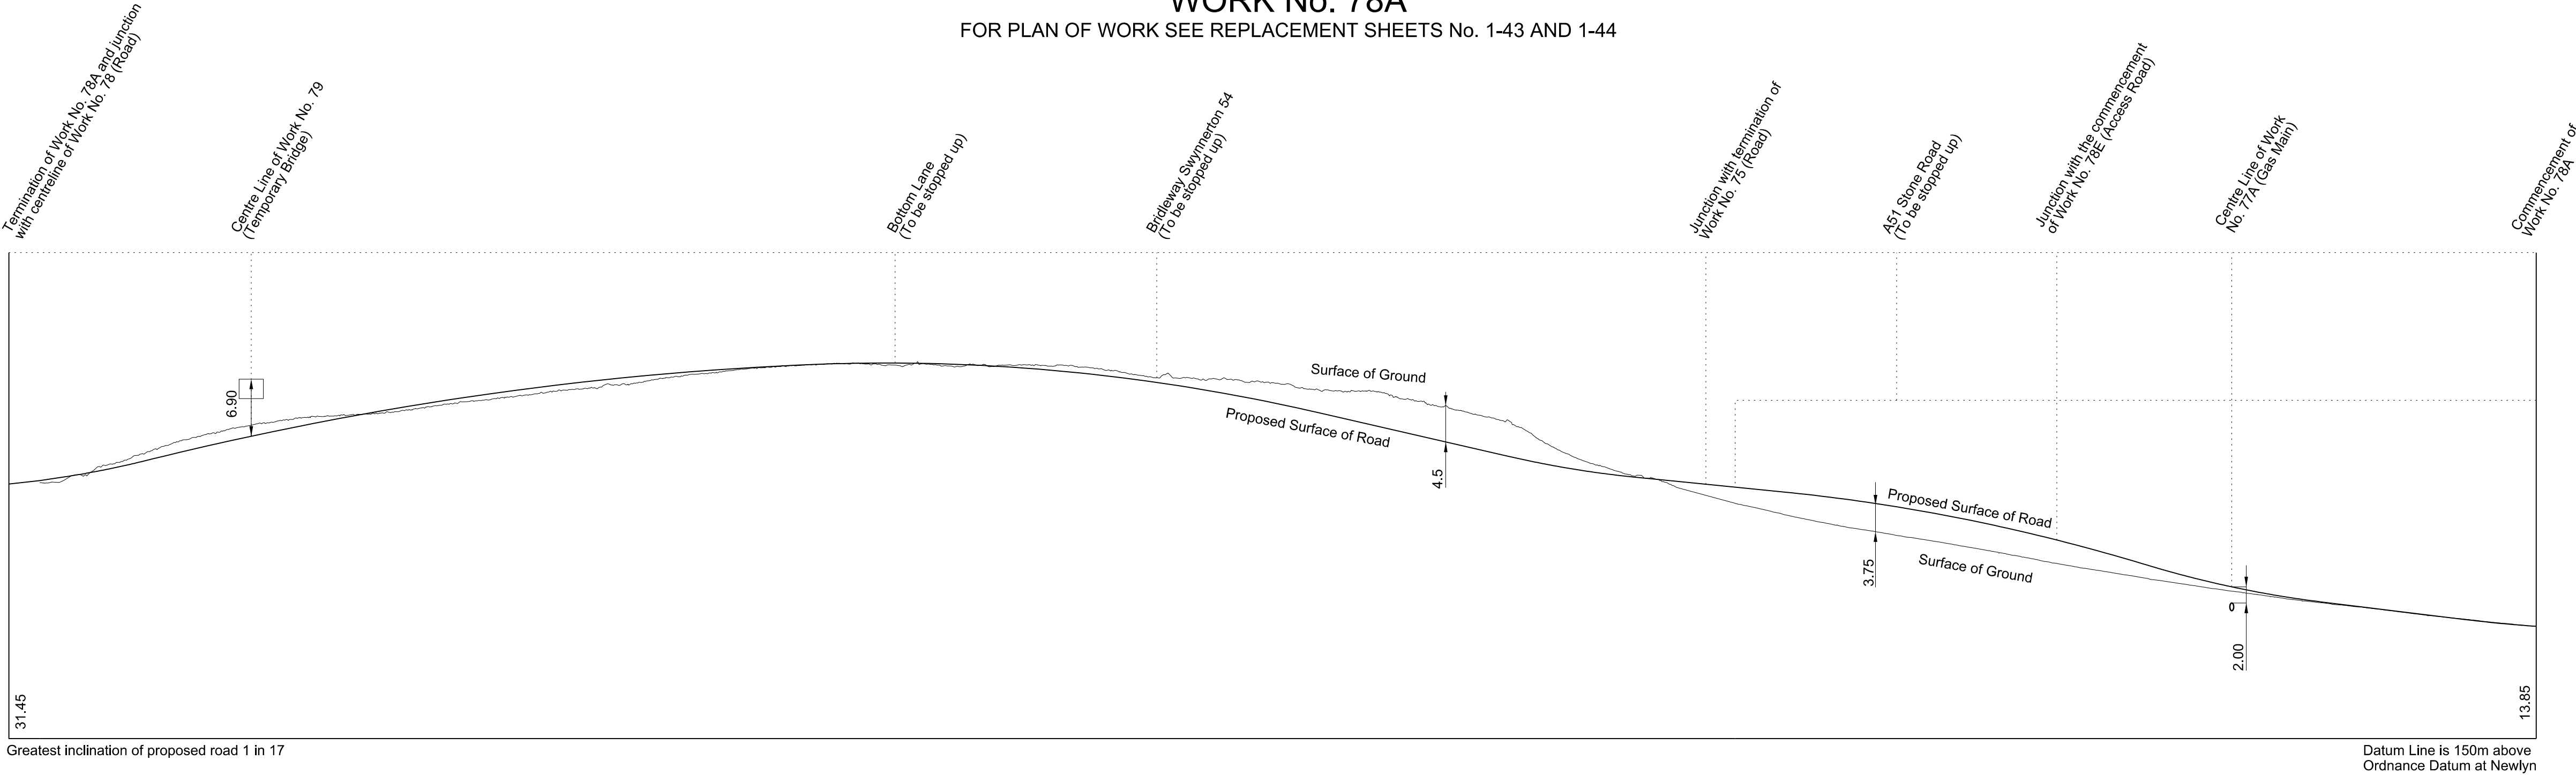 WORK No. 78A
FOR PLAN OF WORK SEE REPLACEMENT SHEETS No. 1-43 AND 1-44
Termination of Work No. 78A and junction
with centreline of Work No. 78 (Road)
Centre Line of Work No. 79
(Temporary Bridge)
Bottom Lane
(To be stopped up)
Bridleway Swynnerton 54
(To be stopped up)
Junction with termination of
Work No. 75 (Road)
A51 Stone Road
(To be stopped up)
Junction with the commencement
of Work No. 78E (Access Road)
Centre Line of Work
No. 77A (Gas Main)
Commencement of
Work No. 78A
6.90
Surface of Ground
Proposed Surface of Road
4.5
Proposed Surface of Road
3.75
Surface of Ground
0
2.00
31.45
13.85
Greatest inclination of proposed road 1 in 17
Datum Line is 150m above
Ordnance Datum at Newlyn